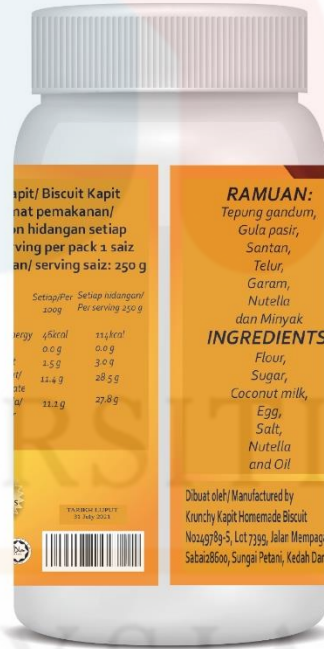 apit/ Biscuit Kapit
mat pemakanan/
on hidangan setiap
rving per pack 1 saiz
an/ serving saiz: 250 g
Setiap/Per 100g
Setiap hidangan/ Per serving 250 g
nergy 46kcal 114kcal
0.0 g 0.0 g
1.5 g 3.0 g
11.4 g 28.5 g
11.1 g 27.8 g
TARIKH LUPUT
31 July 2021
RAMUAN:
Tepung gandum,
Gula pasir,
Santan,
Telur,
Garam,
Nutella
dan Minyak
INGREDIENTS
Flour,
Sugar,
Coconut milk,
Egg,
Salt,
Nutella
and Oil
Dibuat oleh/ Manufactured by
Krunchy Kapit Homemade Biscuit
No249789-S, Lot 7399, Jalan Mempaga
Sabai28600, Sungai Petani, Kedah Dar